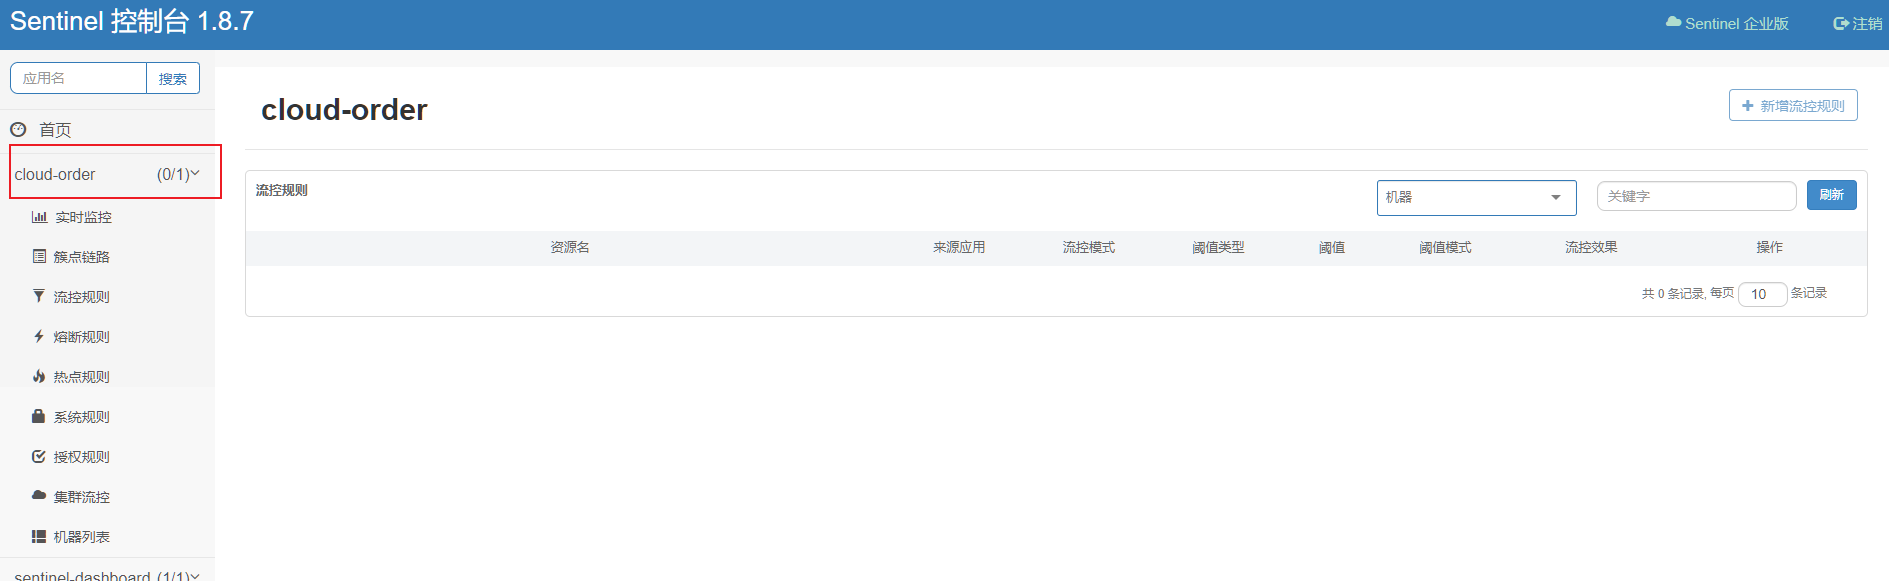 Sentinel 控制台 1.8.7
Sentinel 企业版
注销
应用名
搜索
首页
cloud-order (0/1)
实时监控
簇点链路
流控规则
熔断规则
热点规则
系统规则
授权规则
集群流控
机器列表
sentinel-dashboard (1/1)
cloud-order
新增流控规则
流控规则
机器
关键字
刷新
资源名 来源应用 流控模式 阈值类型 阈值 阈值模式 流控效果 操作
共 0 条记录, 每页 10 条记录